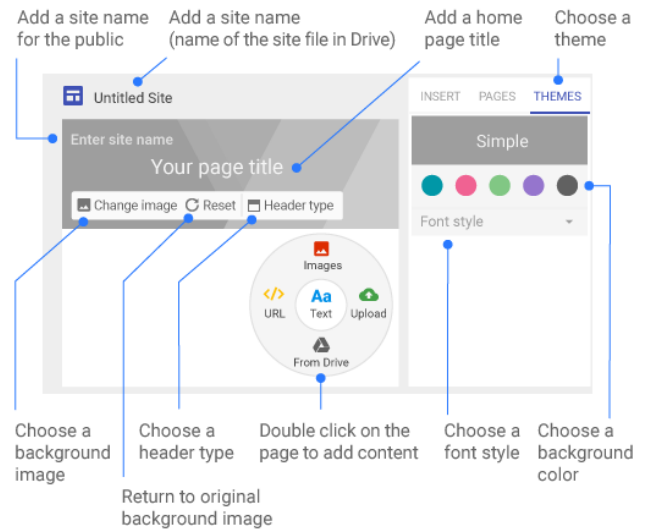 Add a site name
for the public
Add a site name
(name of the site file in Drive)
Add a home
page title
Choose a
theme
Untitled Site
INSERT PAGES THEMES
Enter site name
Your page title
Simple
Change image Reset Header type
Font style
Images
URL
Aa
Text
Upload
From Drive
Choose a
background
image
Choose a
header type
Double click on the
page to add content
Choose a
font style
Choose a
background
color
Return to original
background image